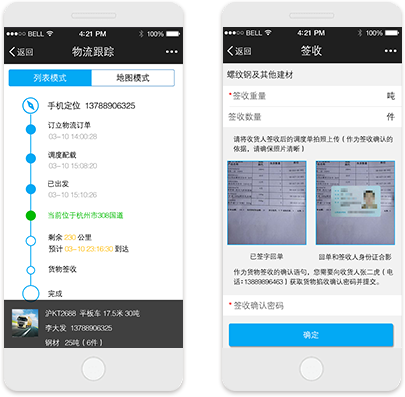 BELL 4:21 PM 100%
返回 物流跟踪
列表模式 地图模式
手机定位 13788906325
订立物流订单
03-10 14:03:28
调度配载
03-10 15:08:20
已出发
03-10 15:10:26
当前位于杭州市308国道
剩余 230 公里
预计 03-10 23:16:30 到达
货物签收
完成
沪KT2688 平板车 17.5米 30吨
李大发 13788906325
钢材 25吨 (6件)
BELL 4:21 PM 100%
返回 签收
螺纹钢及其他建材
*签收重量 吨
签收数量 件
请将收货人签收后的调度单拍照上传 (作为签收确认的
依据，请确保照片清晰)
已签字回单 回单和签收人身份证合影
作为货物签收的确认语句，您需要向收货人张二虎 (电
话:13889896463) 获取货物验收确认密码并提交。
*签收确认密码
确定